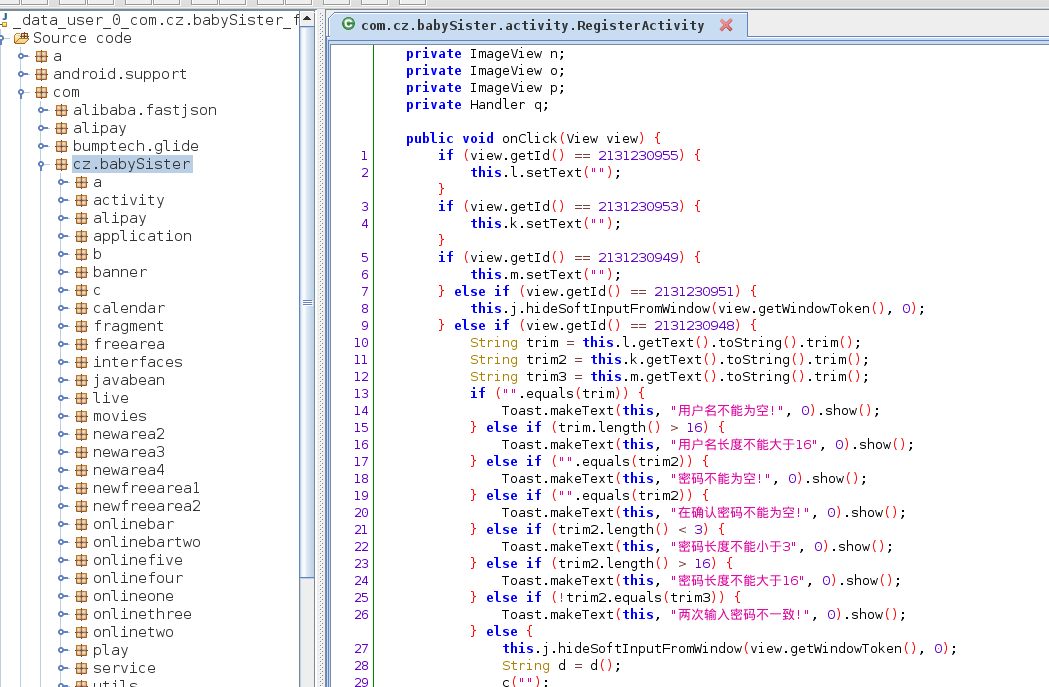 _data_user_0_com.cz.babySister_f
Source code
a
android.support
com
alibaba.fastjson
alipay
bumptech.glide
cz.babySister
a
activity
alipay
application
b
banner
c
calendar
fragment
freearea
interfaces
javabean
live
movies
newarea2
newarea3
newarea4
newfreearea1
newfreearea2
onlinebar
onlinebartwo
onlinefive
onlinefour
onlineone
onlinethree
onlinetwo
play
service
utils
com.cz.babySister.activity.RegisterActivity
private ImageView n;
private ImageView o;
private ImageView p;
private Handler q;
public void onClick(View view) {
1 if (view.getId() == 2131230955) {
2 this.l.setText("");
}
3 if (view.getId() == 2131230953) {
4 this.k.setText("");
}
5 if (view.getId() == 2131230949) {
6 this.m.setText("");
7 } else if (view.getId() == 2131230951) {
8 this.j.hideSoftInputFromWindow(view.getWindowToken(), 0);
9 } else if (view.getId() == 2131230948) {
10 String trim = this.l.getText().toString().trim();
11 String trim2 = this.k.getText().toString().trim();
12 String trim3 = this.m.getText().toString().trim();
13 if ("".equals(trim)) {
14 Toast.makeText(this, "用户名不能为空!", 0).show();
15 } else if (trim.length() > 16) {
16 Toast.makeText(this, "用户名长度不能大于16", 0).show();
17 } else if ("".equals(trim2)) {
18 Toast.makeText(this, "密码不能为空!", 0).show();
19 } else if ("".equals(trim2)) {
20 Toast.makeText(this, "在确认密码不能为空!", 0).show();
21 } else if (trim2.length() < 3) {
22 Toast.makeText(this, "密码长度不能小于3", 0).show();
23 } else if (trim2.length() > 16) {
24 Toast.makeText(this, "密码长度不能大于16", 0).show();
25 } else if (!trim2.equals(trim3)) {
26 Toast.makeText(this, "两次输入密码不一致!", 0).show();
} else {
27 this.j.hideSoftInputFromWindow(view.getWindowToken(), 0);
28 String d = d();
29 c("");